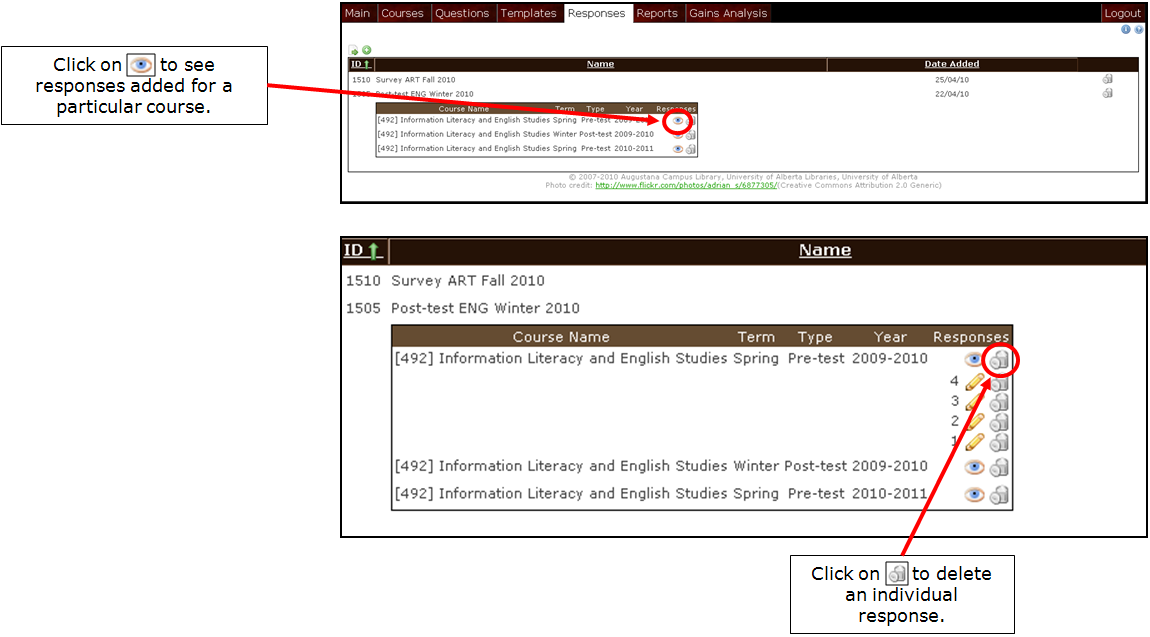 Main Courses Questions Templates Responses Reports Gains Analysis Logout
Click on to see
responses added for a
particular course.
ID Name Date Added
1510 Survey ART Fall 2010 25/04/10
Post-test ENG Winter 2010 22/04/10
Course Name Term Type Year Responses
[492] Information Literacy and English Studies Spring Pre-test
[492] Information Literacy and English Studies Winter Post-test 2009-2010
[492] Information Literacy and English Studies Spring Pre-test 2010-2011
© 2007-2010 Augustana Campus Library, University of Alberta Libraries, University of Alberta
Photo credit: http://www.flickr.com/photos/adrian_s/6877305/(Creative Commons Attribution 2.0 Generic)
ID Name
1510 Survey ART Fall 2010
1505 Post-test ENG Winter 2010
Course Name Term Type Year Responses
[492] Information Literacy and English Studies Spring Pre-test 2009-2010
4
3
2
1
[492] Information Literacy and English Studies Winter Post-test 2009-2010
[492] Information Literacy and English Studies Spring Pre-test 2010-2011
Click on to delete
an individual
response.